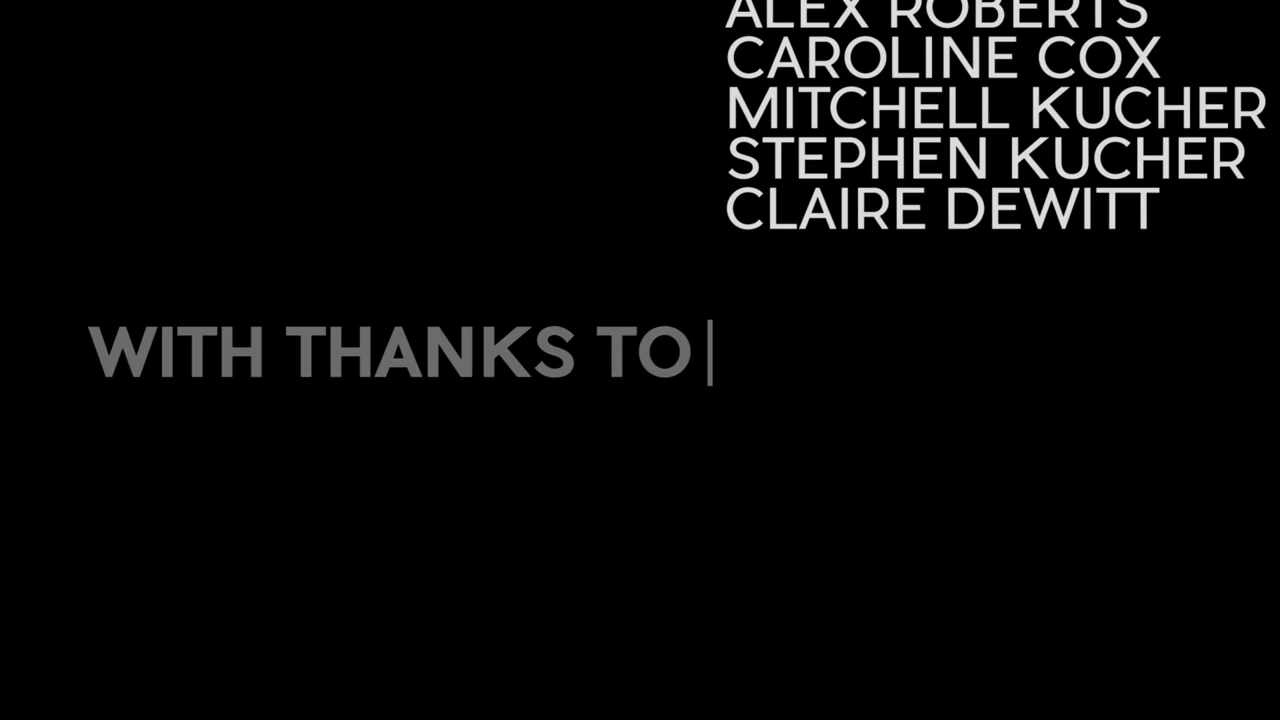 ALEX ROBERTS
CAROLINE COX
MITCHELL KUCHER
STEPHEN KUCHER
CLAIRE DEWITT
WITH THANKS TO|